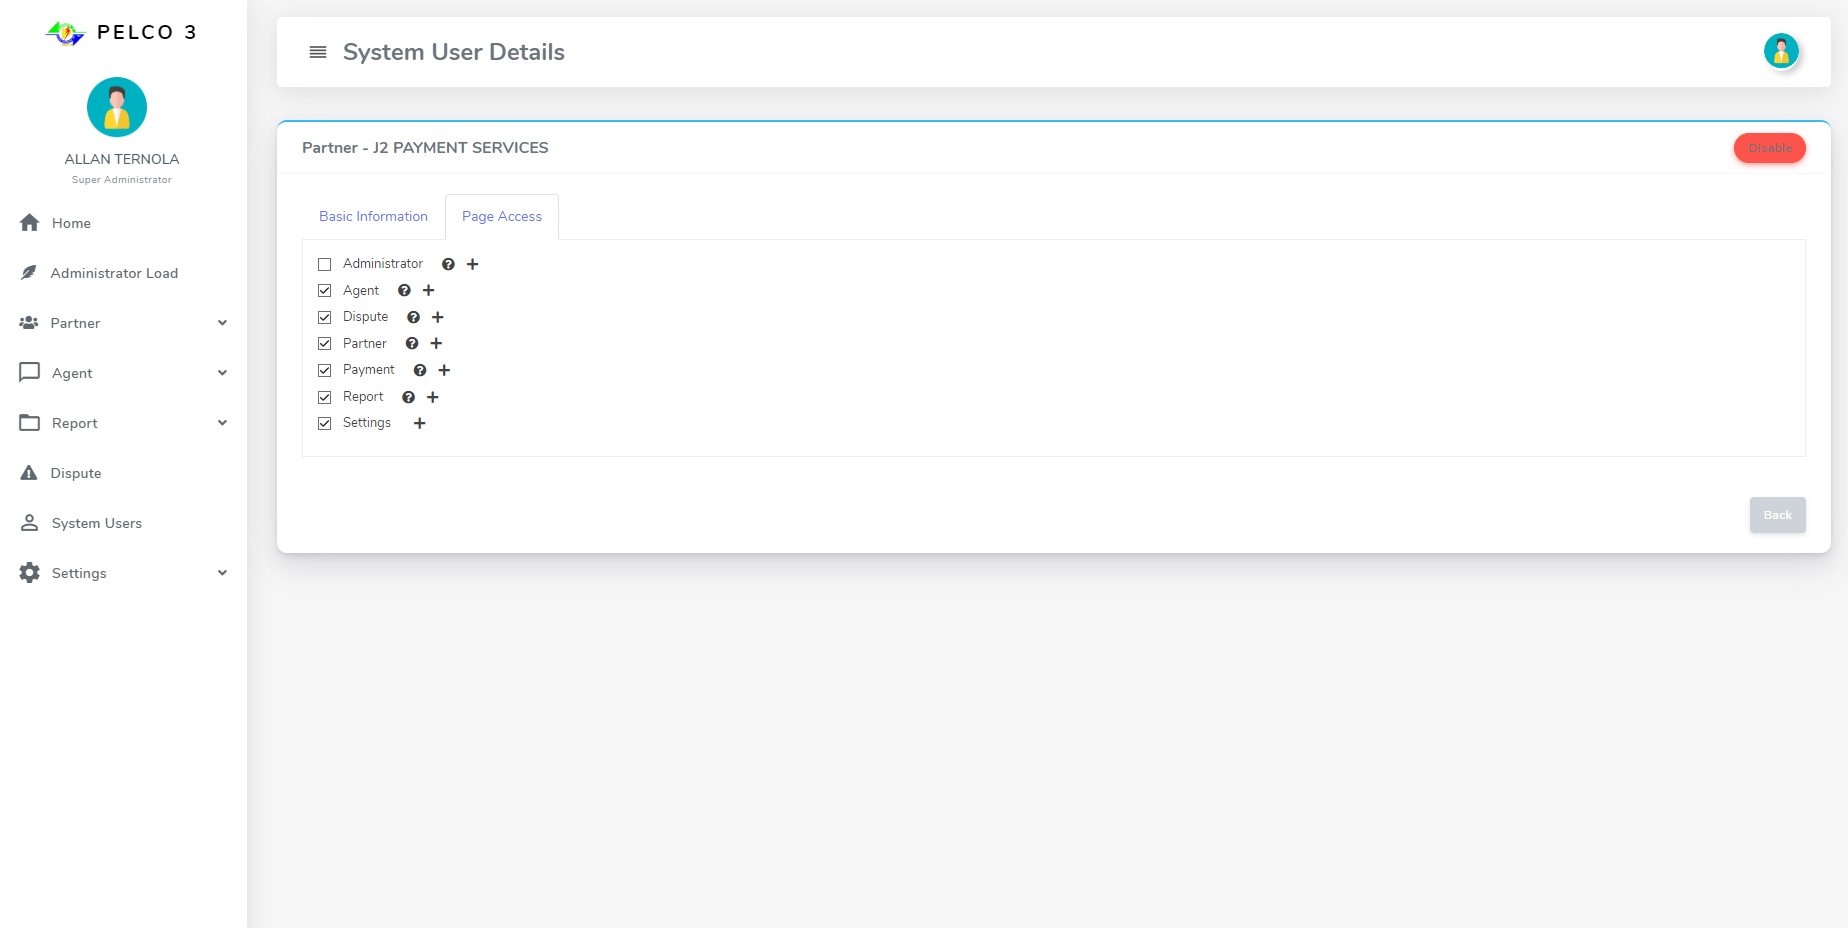 PELCO 3
ALLAN TERNOLA
Super Administrator
Home
Administrator Load
Partner
Agent
Report
Dispute
System Users
Settings
System User Details
Partner - J2 PAYMENT SERVICES
Disable
Basic Information
Page Access
Administrator
Agent
Dispute
Partner
Payment
Report
Settings
Back